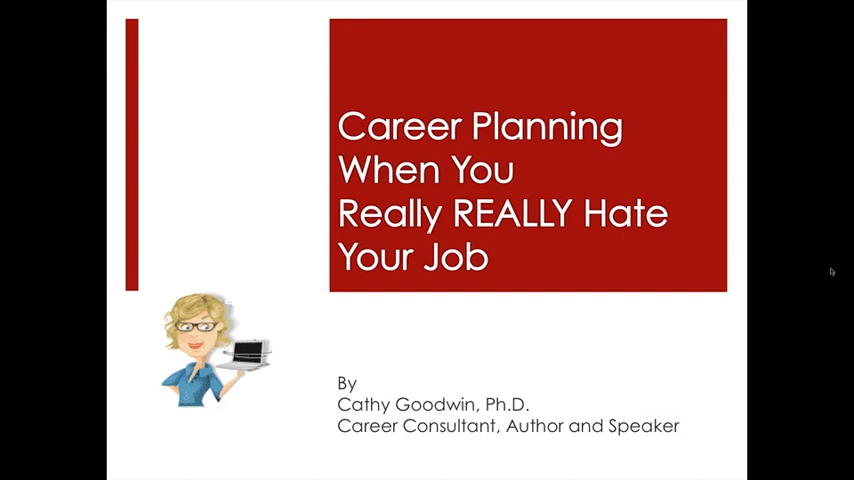 Career Planning
When You
Really REALLY Hate
Your Job
By
Cathy Goodwin, Ph.D.
Career Consultant, Author and Speaker